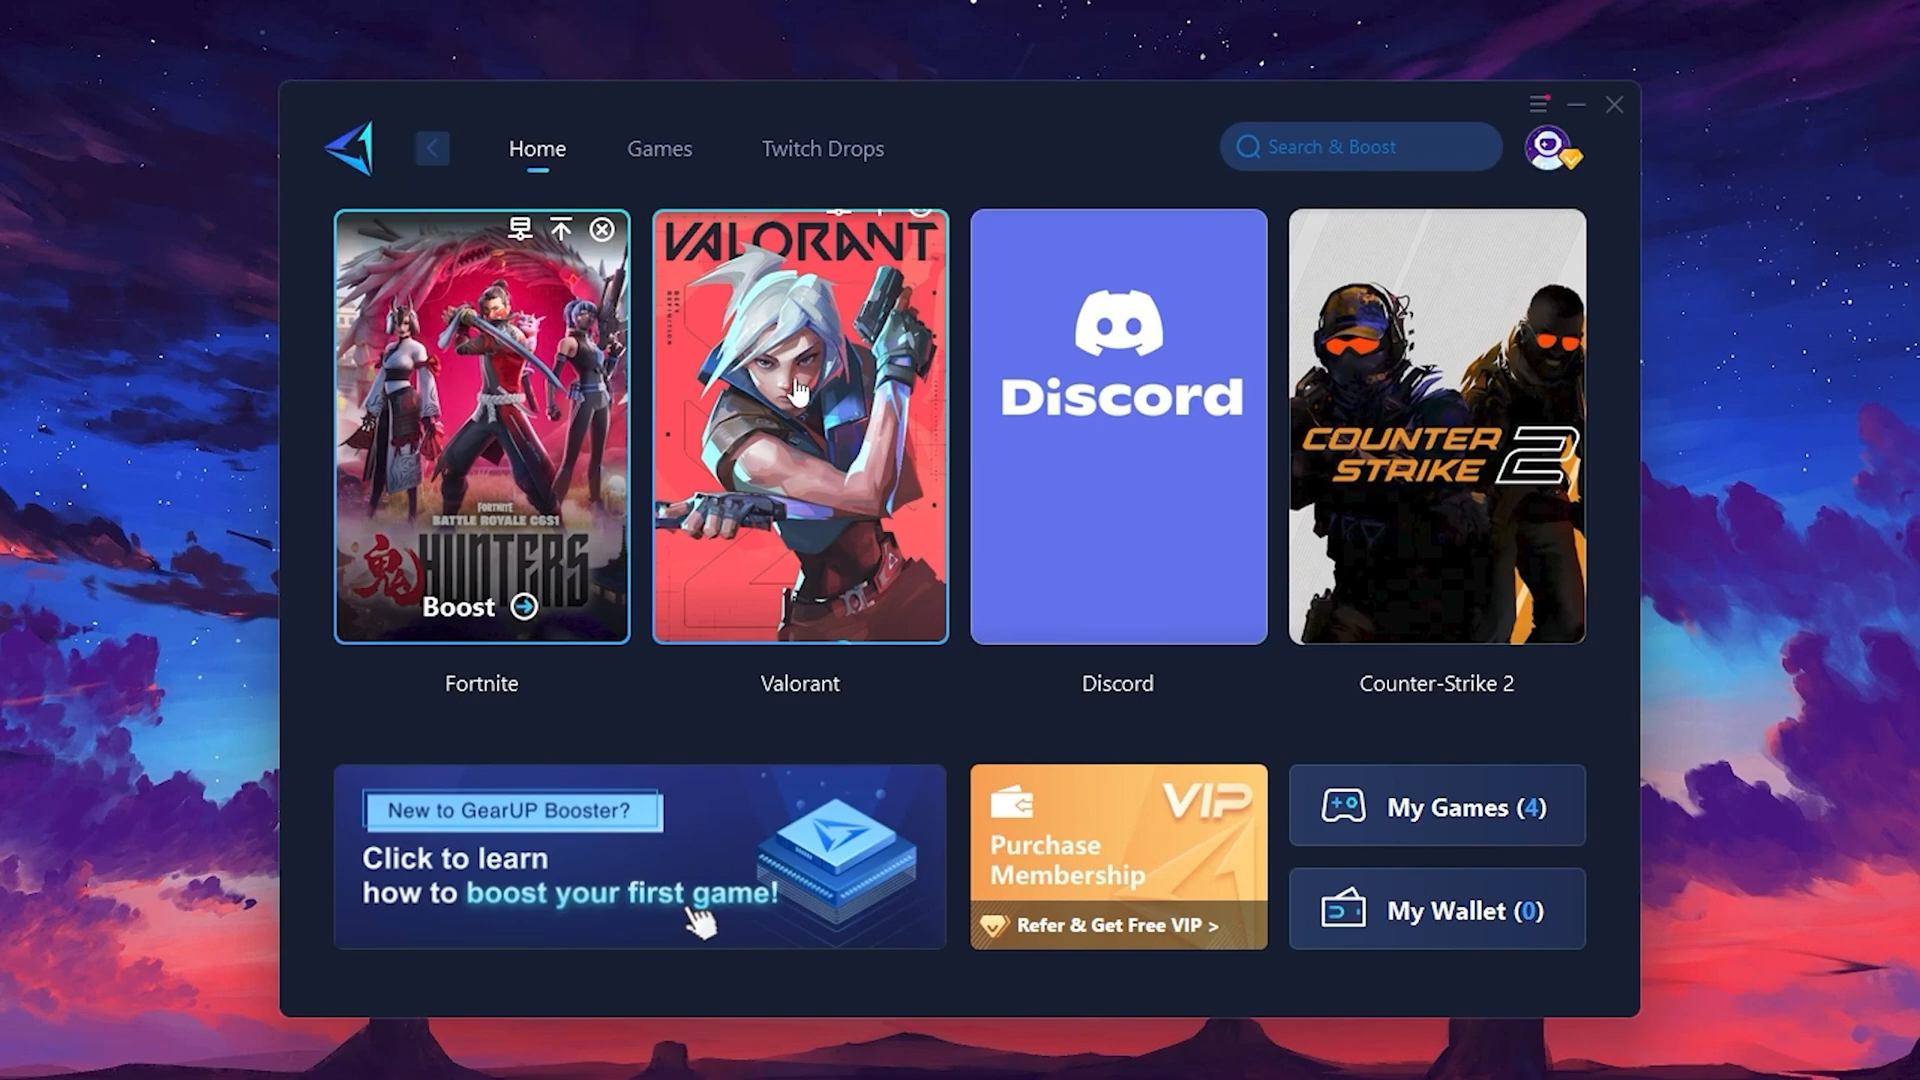 Home
Games
Twitch Drops
Search & Boost
FORTNITE
BATTLE ROYALE C6S1
鬼 HUNTERS
Boost
VALORANT
Discord
COUNTER
STRIKE 2
Fortnite
Valorant
Discord
Counter-Strike 2
New to GearUP Booster?
Click to learn
how to boost your first game!
VIP
Purchase
Membership
Refer & Get Free VIP >
My Games (4)
My Wallet (0)